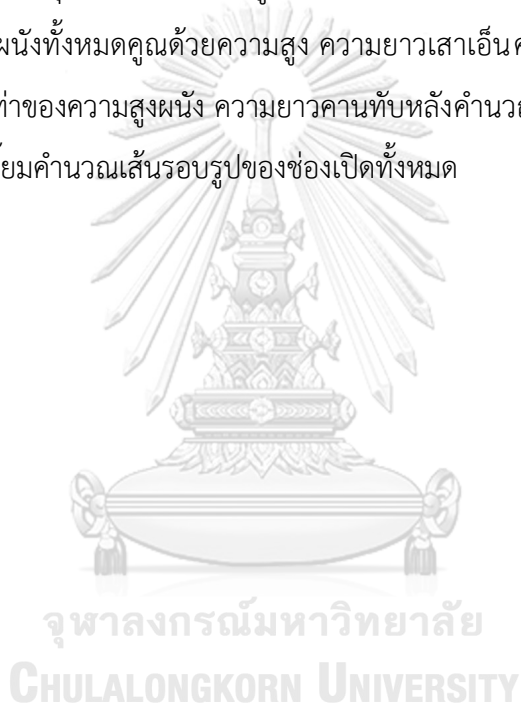 ผนังทั้งหมดคูณด้วยความสูง ความยาวเสาเอ็น
ท่าของความสูงผนัง ความยาวคานทับหลังคำนวณ
ยมคำนวณเส้นรอบรูปของช่องเปิดทั้งหมด
จุฬาลงกรณ์มหาวิทยาลัย
CHULALONGKORN UNIVERSITY